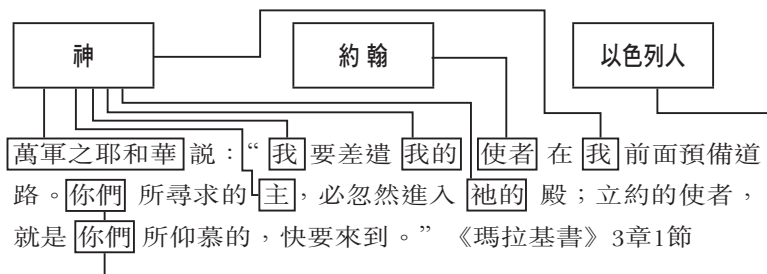 神 約翰 以色列人
萬軍之耶和華說：“我要差遣我的使者在我前面預備道
路。你們所尋求的主，必忽然進入祂的殿；立約的使者，
就是你們所仰慕的，快要來到。”《瑪拉基書》3章1節